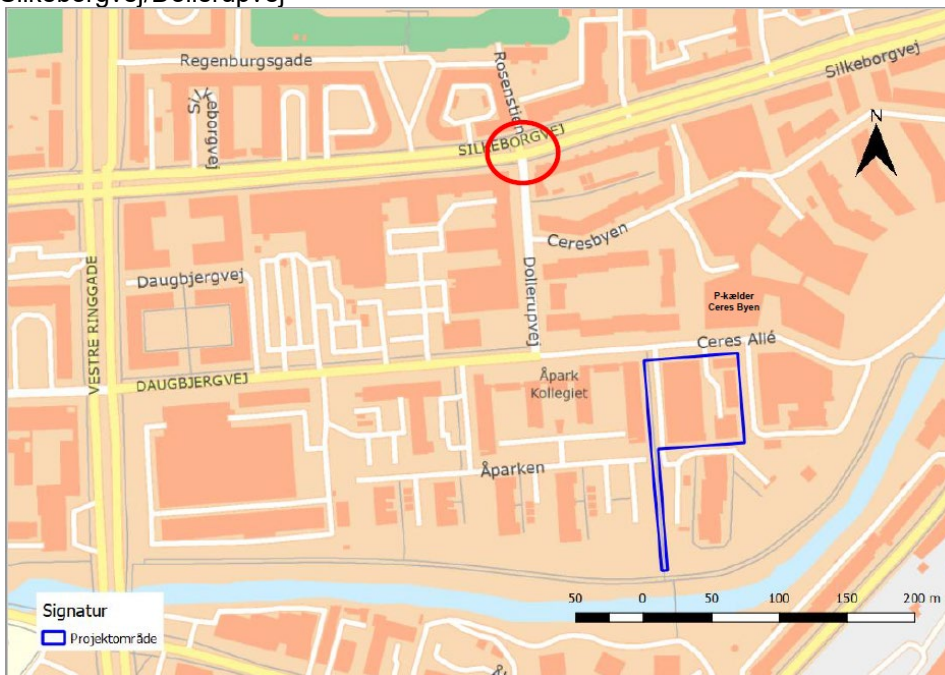 Silkeborgvej/Dollerupvej
Regenburgsgade
Rosenstien
Silkeborgvej
SILKEBORGVEJ
N
Ceresbyen
Daugbjergvej
Dollerupvej
P-kælder
Ceres Byen
VESTRE RINGGADE
Ceres Allé
DAUGBJERGVEJ
Åpark
Kollegiet
Åparken
50 0 50 100 150 200 m
Signatur
Projektområde